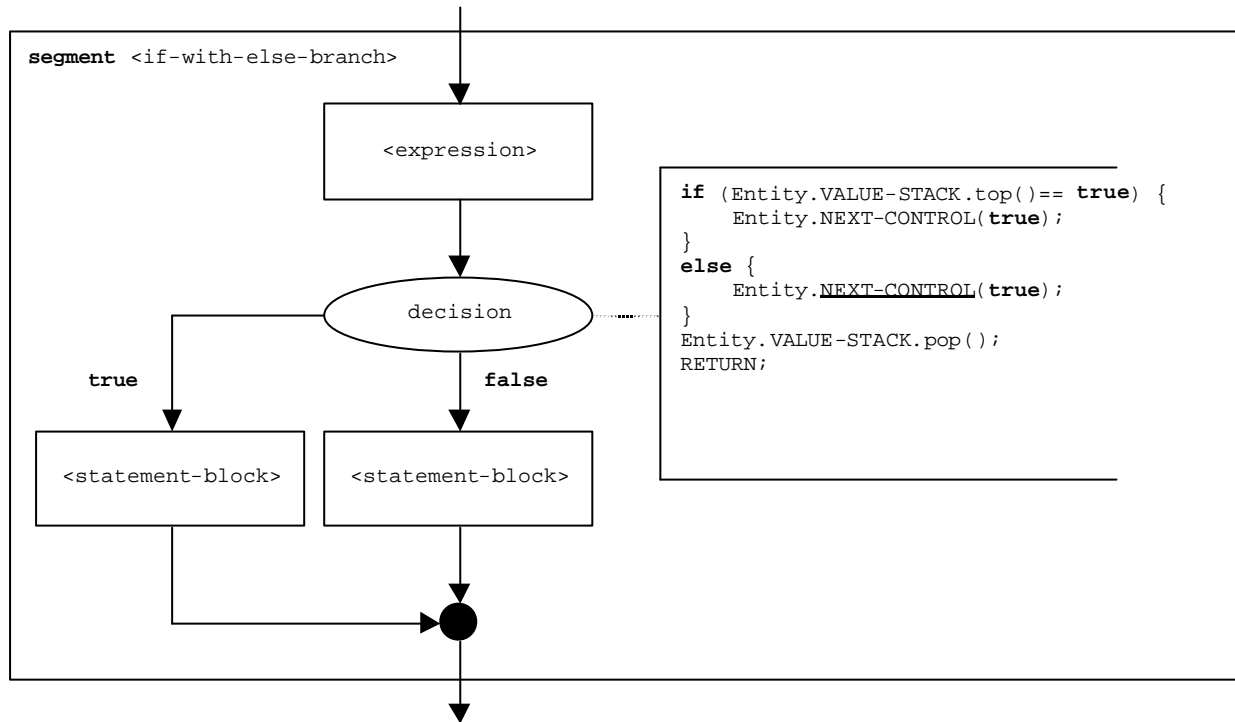 segment <if-with-else-branch>
<expression>
if (Entity.VALUE-STACK.top()== true) {
    Entity.NEXT-CONTROL(true);
}
else {
    Entity.NEXT-CONTROL(true);
}
Entity.VALUE-STACK.pop();
RETURN;
decision
true
false
<statement-block>
<statement-block>